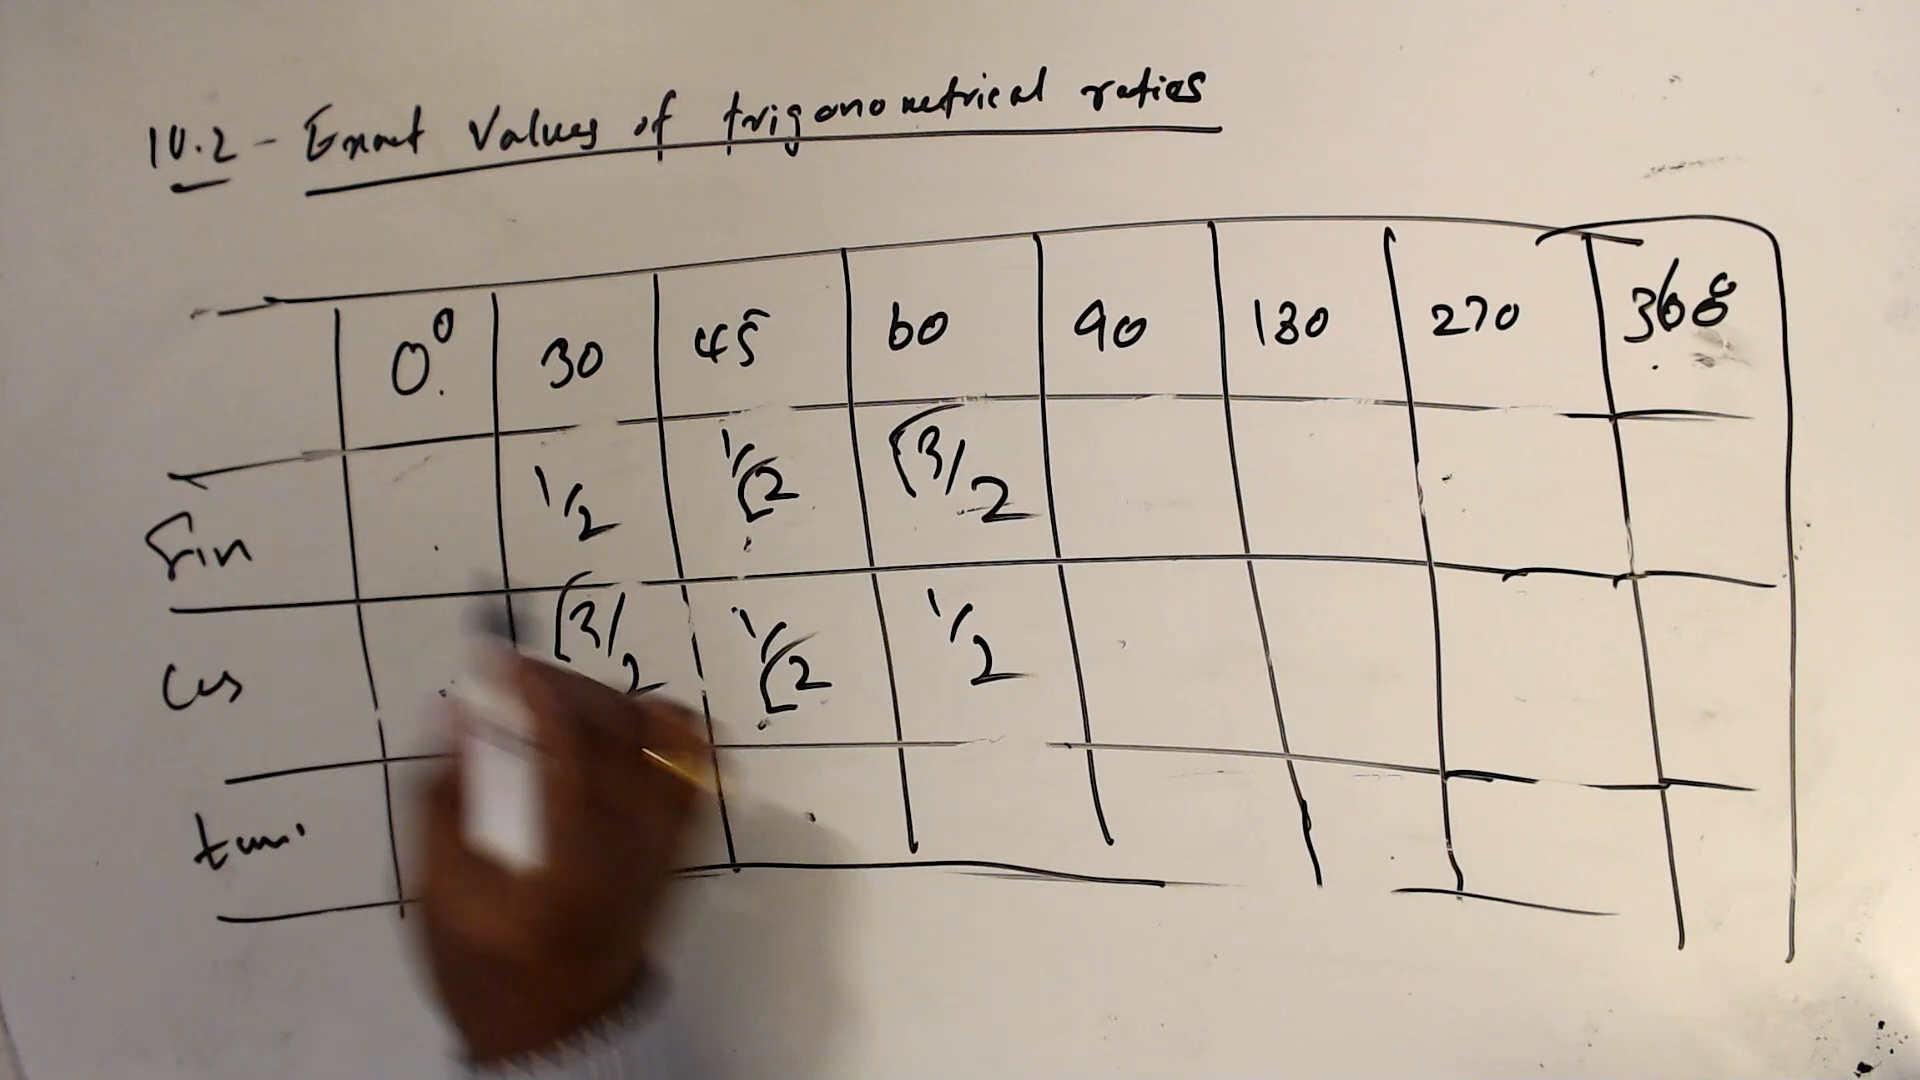 10.2 - Exact Values of trigonometrical ratios
0° 30 45 60 90 180 270 360
Sin 1/2 1/√2 √3/2
Cos √3/2 1/√2 1/2
tan